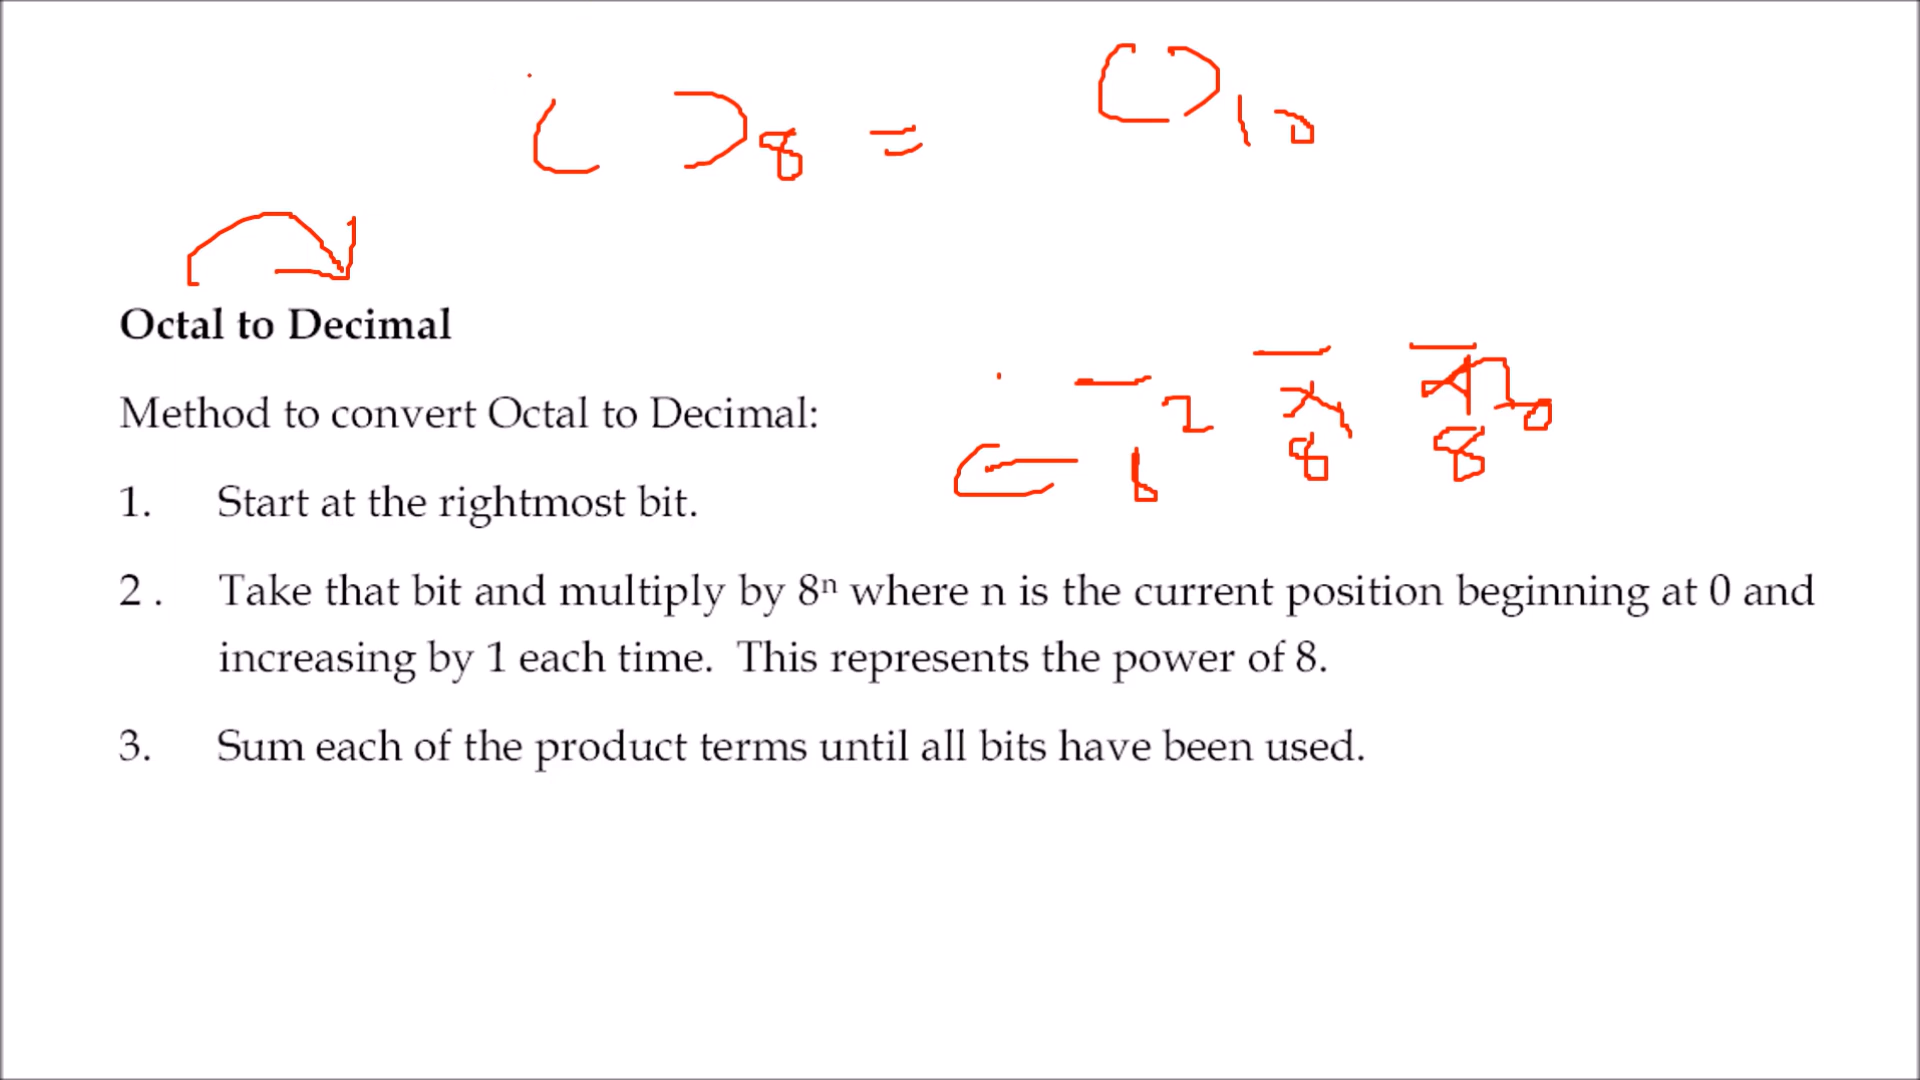 ( )8 = ( )10
Octal to Decimal
Method to convert Octal to Decimal:
2
8 8
1. Start at the rightmost bit.
2 . Take that bit and multiply by 8ⁿ where n is the current position beginning at 0 and
increasing by 1 each time. This represents the power of 8.
3. Sum each of the product terms until all bits have been used.